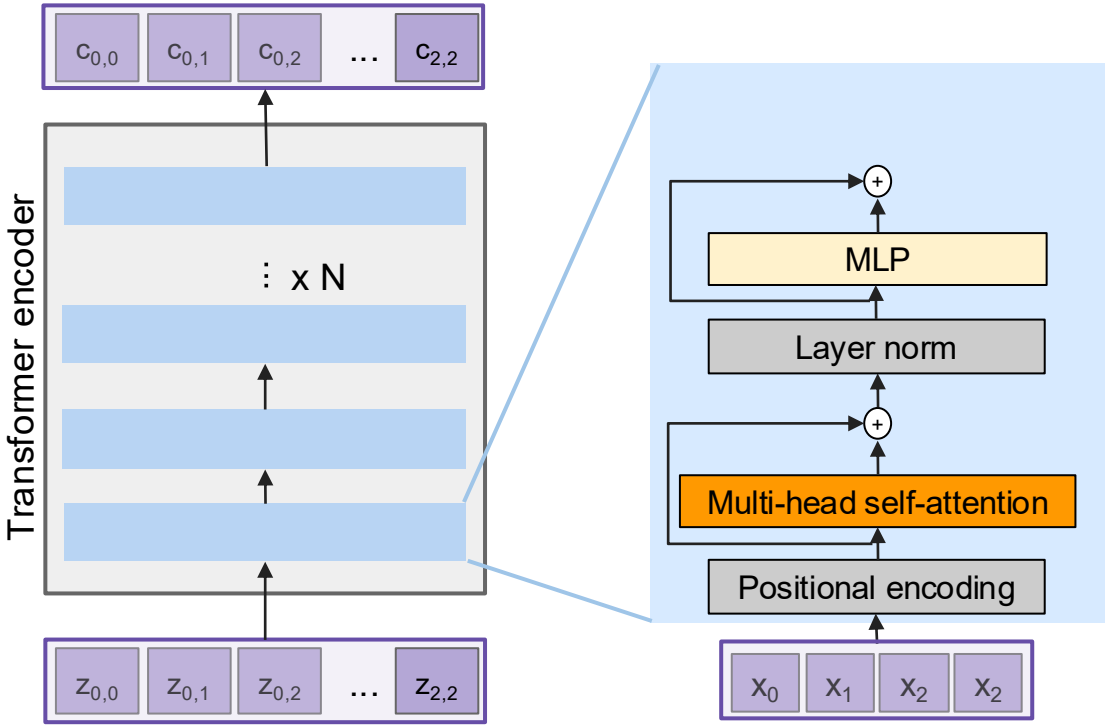 c0,0 c0,1 c0,2 ... c2,2
Transformer encoder
⋮ x N
z0,0 z0,1 z0,2 ... z2,2
+
MLP
Layer norm
+
Multi-head self-attention
Positional encoding
x0 x1 x2 x2